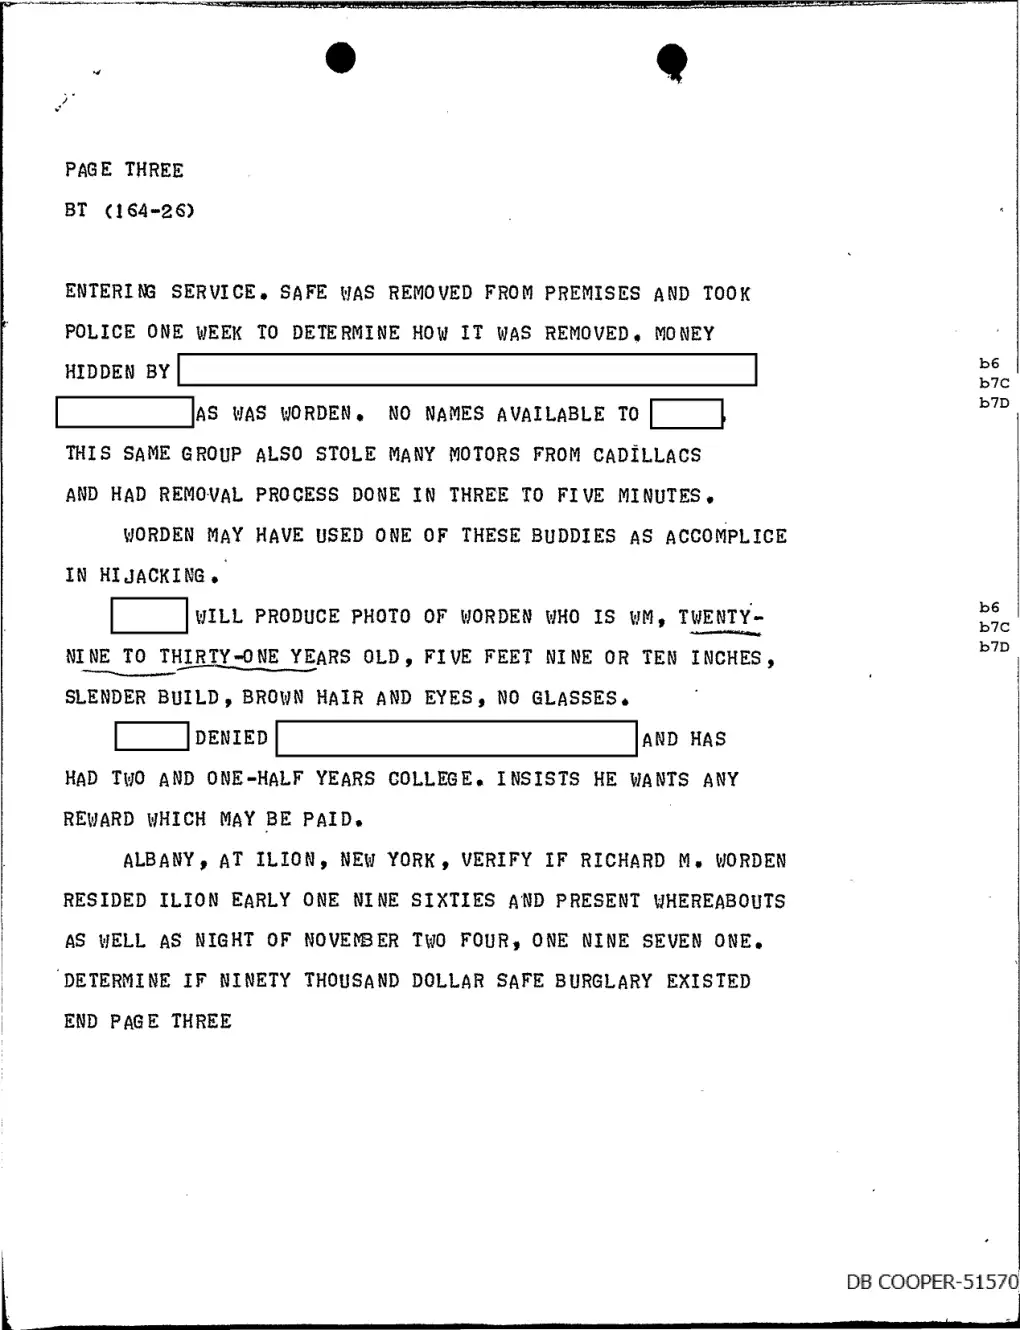 PAGE THREE
BT (164-26)
ENTERING SERVICE. SAFE WAS REMOVED FROM PREMISES AND TOOK
POLICE ONE WEEK TO DETERMINE HOW IT WAS REMOVED. MONEY
HIDDEN BY
b6
b7C
b7D
AS WAS WORDEN. NO NAMES AVAILABLE TO
THIS SAME GROUP ALSO STOLE MANY MOTORS FROM CADILLACS
AND HAD REMOVAL PROCESS DONE IN THREE TO FIVE MINUTES.
WORDEN MAY HAVE USED ONE OF THESE BUDDIES AS ACCOMPLICE
IN HIJACKING.
WILL PRODUCE PHOTO OF WORDEN WHO IS WM, TWENTY-
b6
b7C
b7D
NINE TO THIRTY-ONE YEARS OLD, FIVE FEET NINE OR TEN INCHES,
SLENDER BUILD, BROWN HAIR AND EYES, NO GLASSES.
DENIED AND HAS
HAD TWO AND ONE-HALF YEARS COLLEGE. INSISTS HE WANTS ANY
REWARD WHICH MAY BE PAID.
ALBANY, AT ILION, NEW YORK, VERIFY IF RICHARD M. WORDEN
RESIDED ILION EARLY ONE NINE SIXTIES AND PRESENT WHEREABOUTS
AS WELL AS NIGHT OF NOVEMBER TWO FOUR, ONE NINE SEVEN ONE.
DETERMINE IF NINETY THOUSAND DOLLAR SAFE BURGLARY EXISTED
END PAGE THREE
DB COOPER-51570